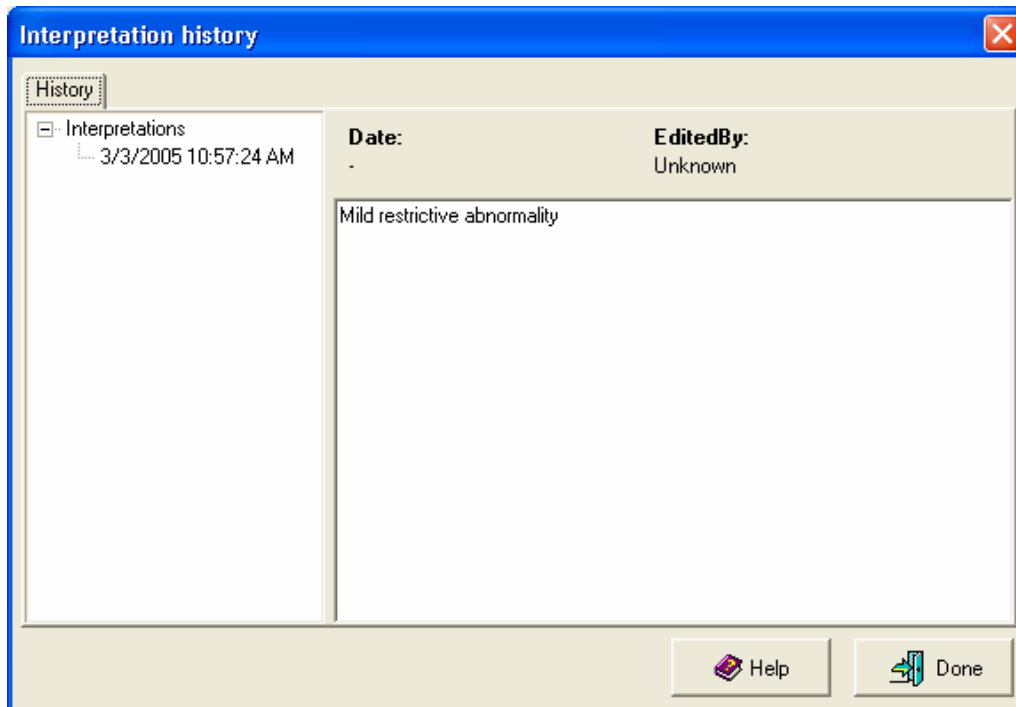 Interpretation history
History
Interpretations
3/3/2005 10:57:24 AM
Date:
-
EditedBy:
Unknown
Mild restrictive abnormality
Help
Done